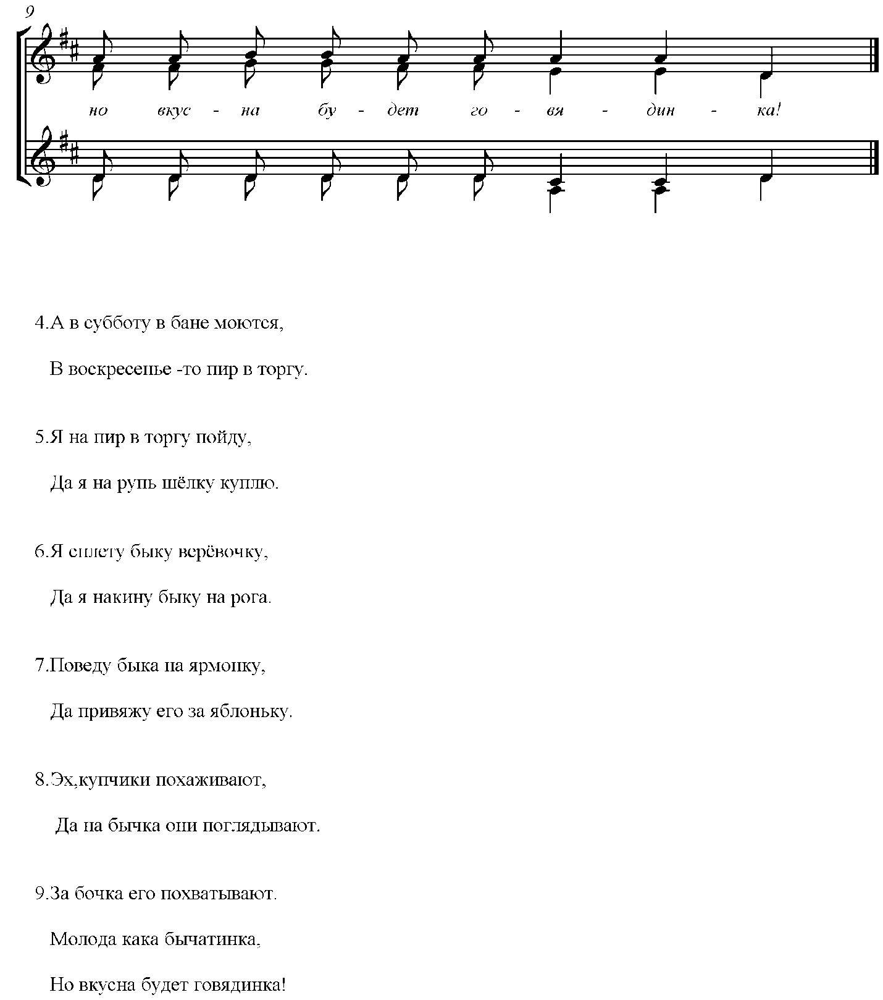 9
но вкус - на бу - дет го - вя - дин - ка!
4.А в субботу в бане моются,
В воскресенье -то пир в торгу.
5.Я на пир в торгу пойду,
Да я на рупь шёлку куплю.
6.Я сплету быку верёвочку,
Да я накину быку на рога.
7.Поведу быка на ярмонку,
Да привяжу его за яблоньку.
8.Эх,купчики похаживают,
Да на бычка они поглядывают.
9.За бочка его похватывают.
Молода кака бычатинка,
Но вкусна будет говядинка!